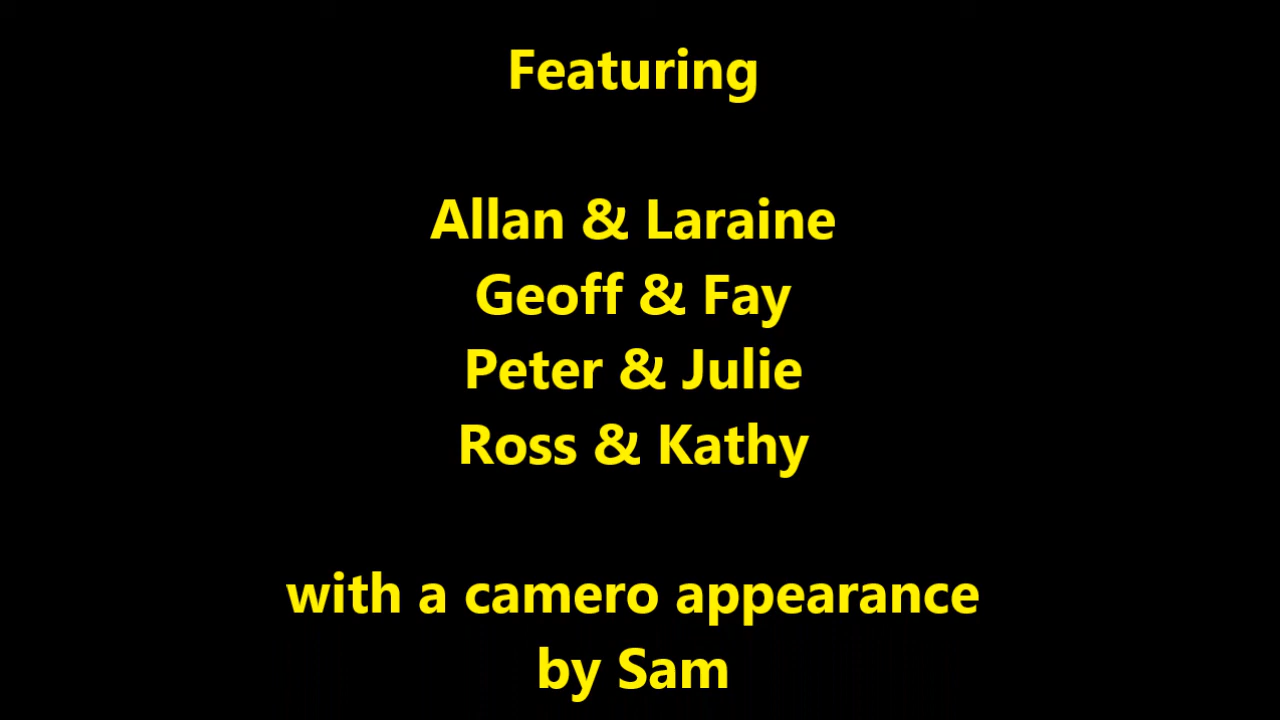 Featuring
Allan & Laraine
Geoff & Fay
Peter & Julie
Ross & Kathy
with a camero appearance
by Sam